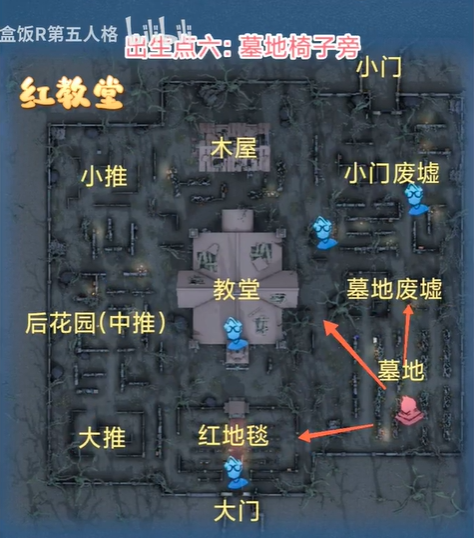 盒饭R第五人格
出生点六：墓地椅子旁
小门
红教堂
木屋
小推
小门废墟
教堂
墓地废墟
后花园(中推)
墓地
大推
红地毯
大门